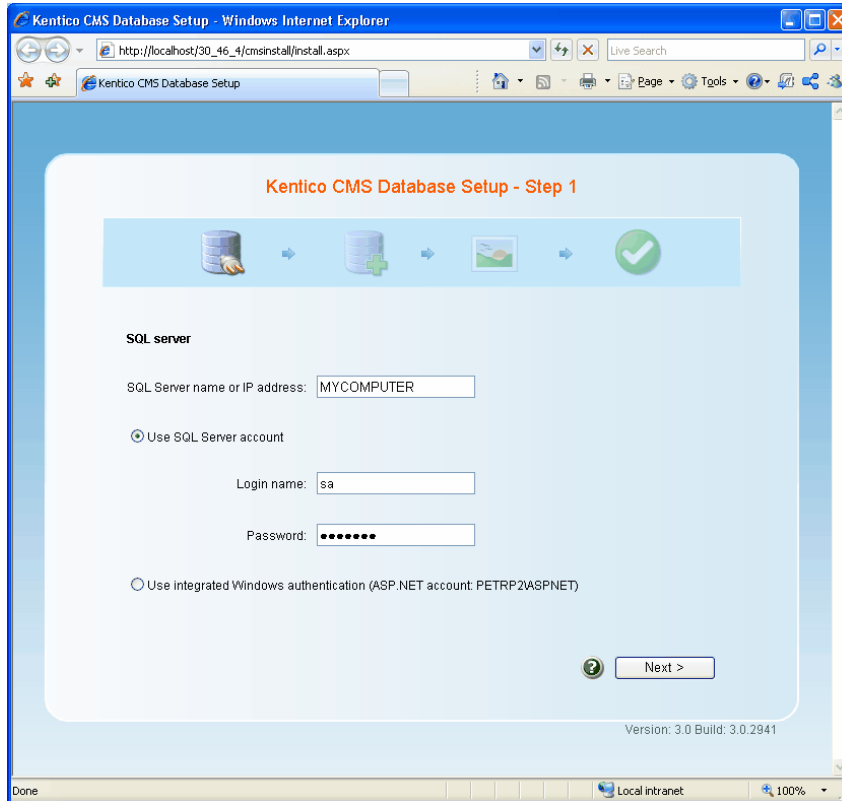 Kentico CMS Database Setup - Windows Internet Explorer
http://localhost/30_46_4/cmsinstall/install.aspx
Live Search
Kentico CMS Database Setup
Page
Tools
Kentico CMS Database Setup - Step 1
SQL server
SQL Server name or IP address: MYCOMPUTER
Use SQL Server account
Login name: sa
Password: •••••••
Use integrated Windows authentication (ASP.NET account: PETRP2\ASPNET)
? Next >
Version: 3.0 Build: 3.0.2941
Done
Local intranet
100%